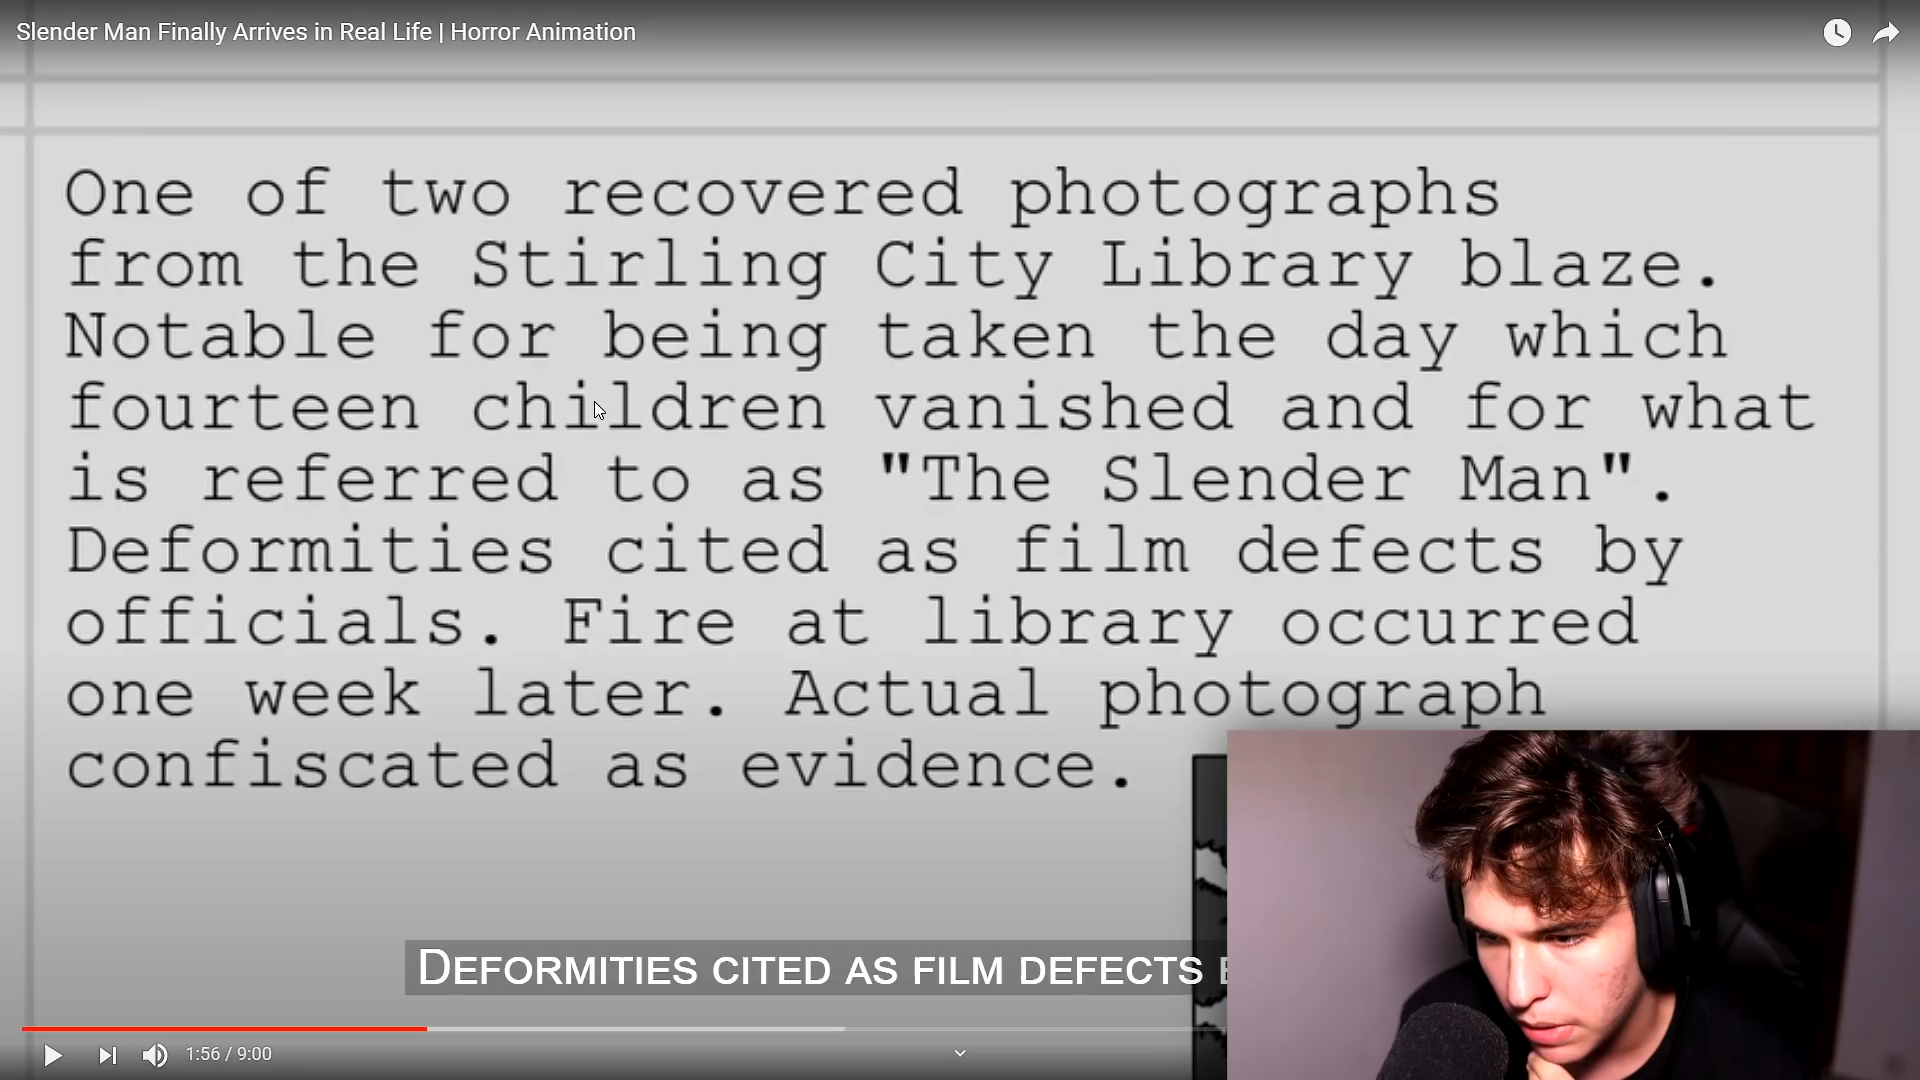 Slender Man Finally Arrives in Real Life | Horror Animation
One of two recovered photographs
from the Stirling City Library blaze.
Notable for being taken the day which
fourteen children vanished and for what
is referred to as "The Slender Man".
Deformities cited as film defects by
officials. Fire at library occurred
one week later. Actual photograph
confiscated as evidence.
DEFORMITIES CITED AS FILM DEFECTS
1:56 / 9:00